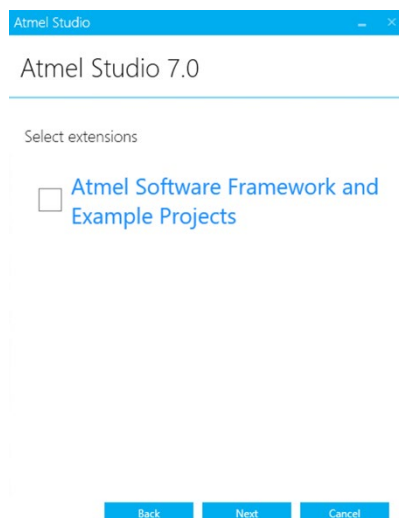 Atmel Studio
Atmel Studio 7.0
Select extensions
Atmel Software Framework and
Example Projects
Back Next Cancel